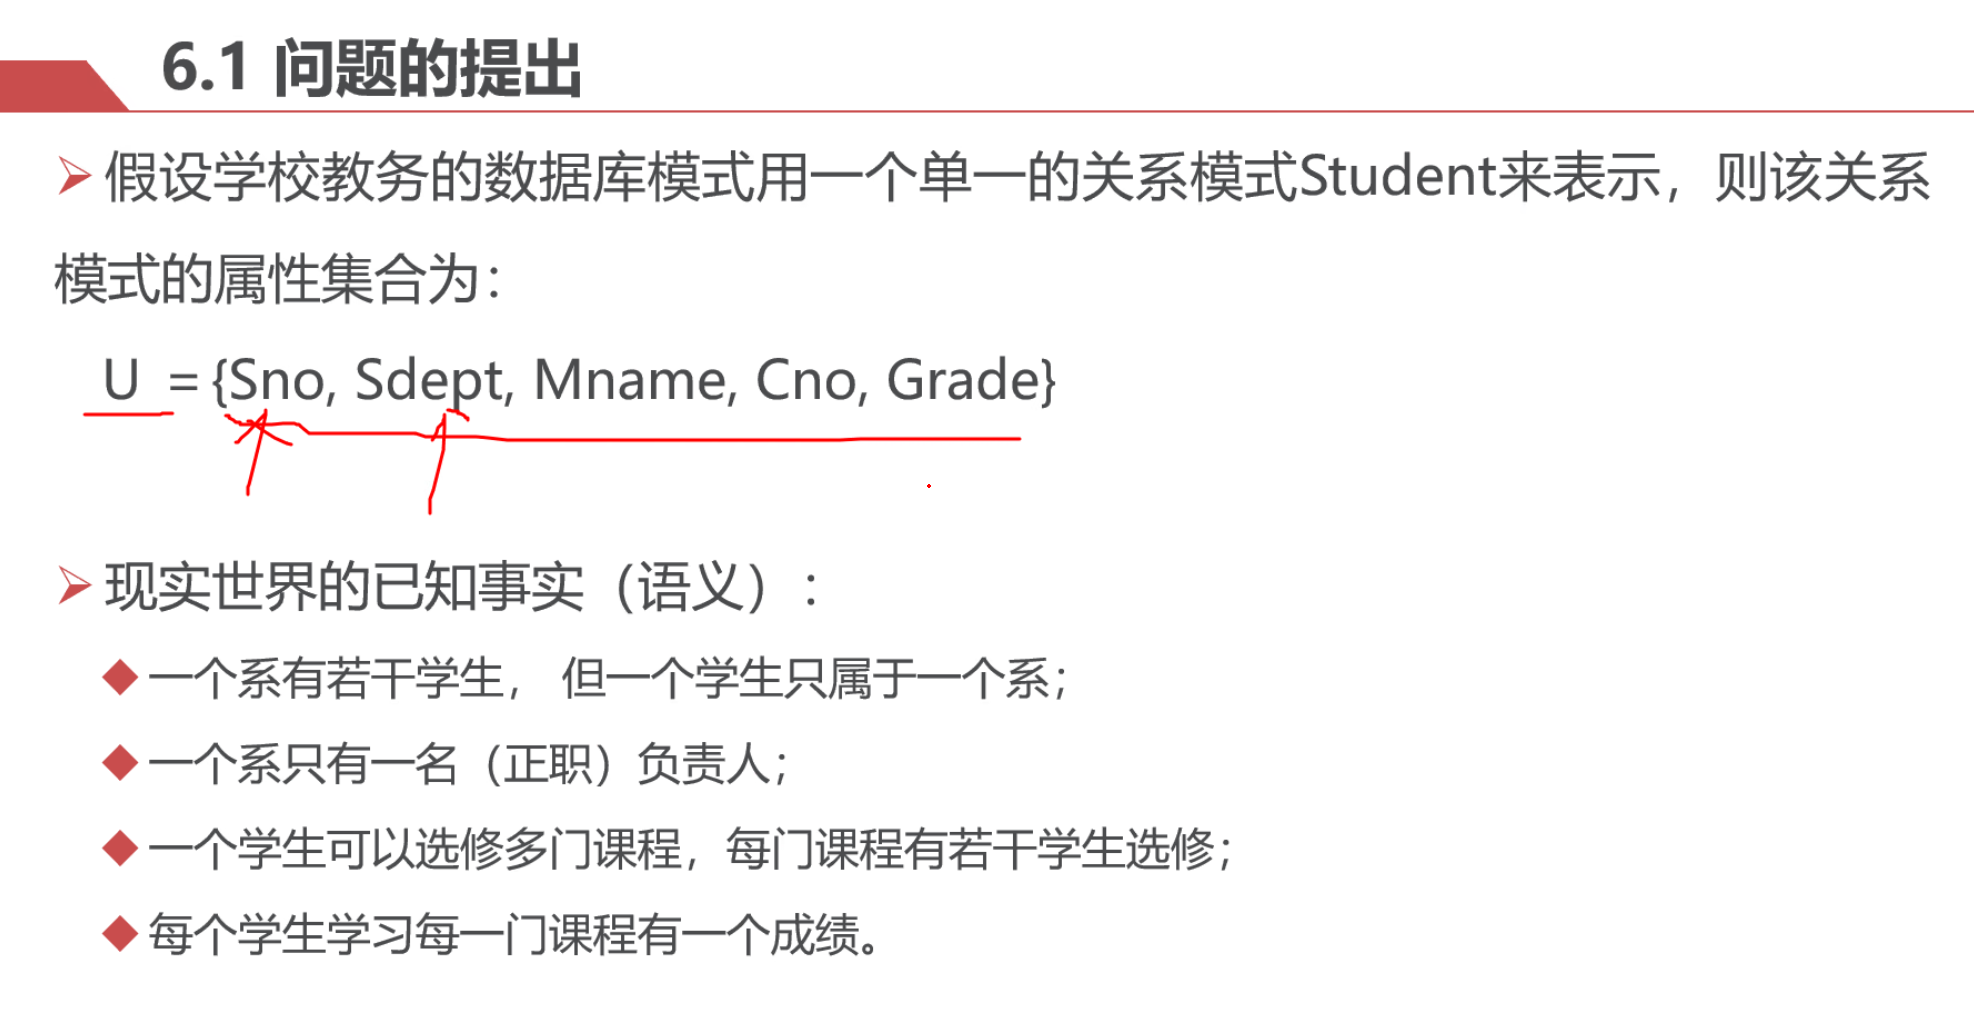 6.1 问题的提出
假设学校教务的数据库模式用一个单一的关系模式Student来表示，则该关系
模式的属性集合为：
U = {Sno, Sdept, Mname, Cno, Grade}
现实世界的已知事实（语义）：
一个系有若干学生， 但一个学生只属于一个系；
一个系只有一名（正职）负责人；
一个学生可以选修多门课程，每门课程有若干学生选修；
每个学生学习每一门课程有一个成绩。